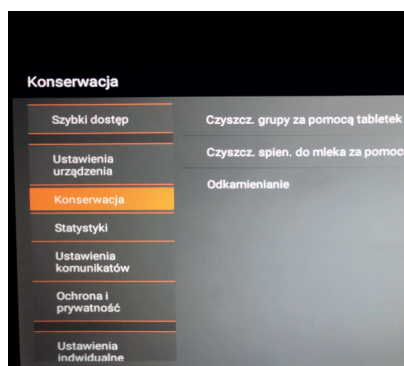 Konserwacja
Szybki dostęp
Ustawienia
urządzenia
Konserwacja
Statystyki
Ustawienia
komunikatów
Ochrona i
prywatność
Ustawienia
indwidualne
Czyszcz. grupy za pomocą tabletek
Czyszcz. spien. do mleka za pomoc
Odkamienianie